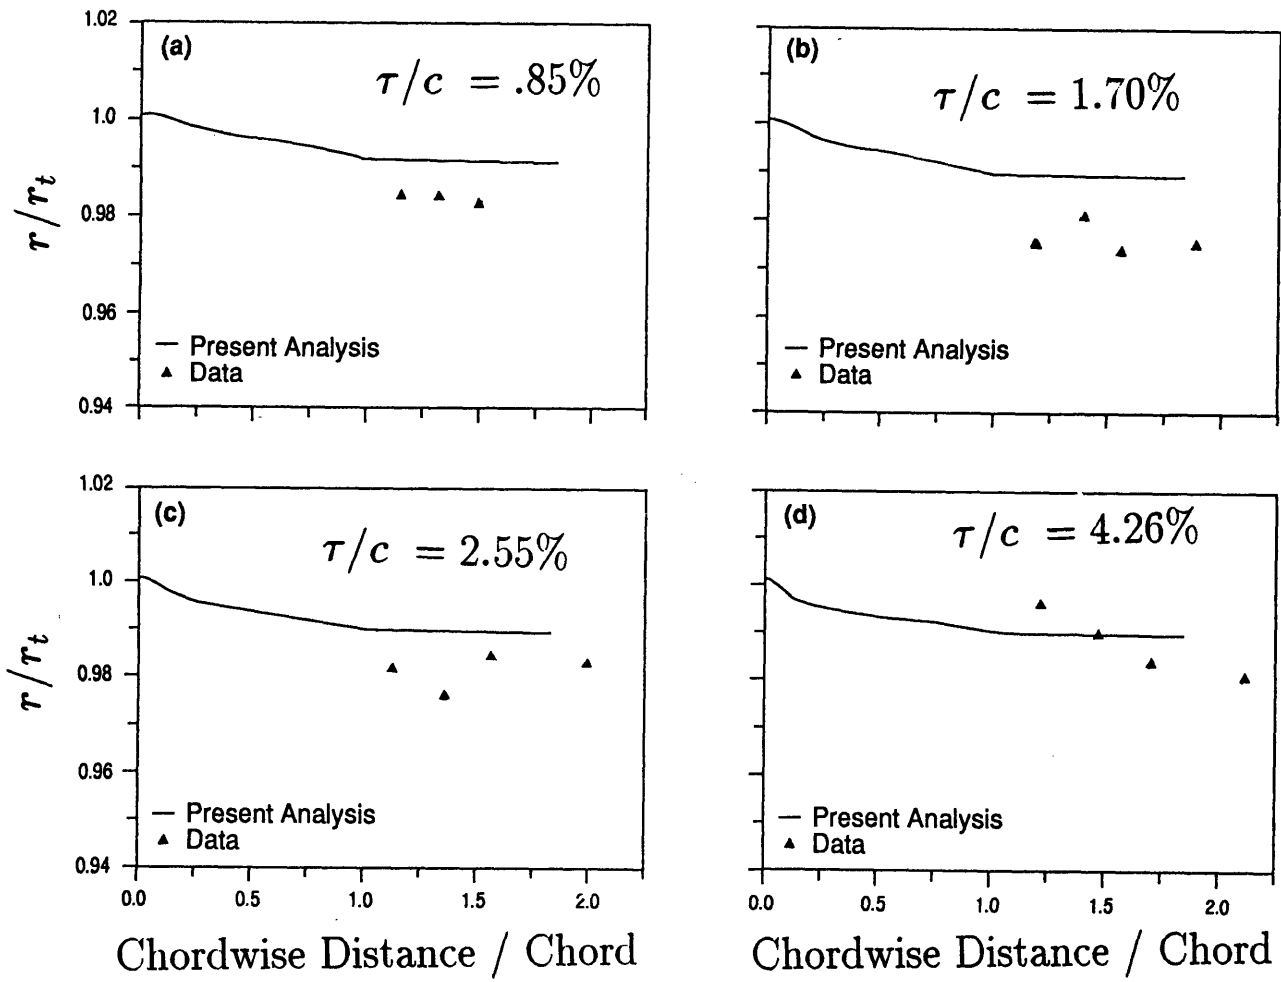 1.02
(a)
τ/c = .85%
1.0
r/r_t
0.98
0.96
Present Analysis
Data
0.94
(b)
τ/c = 1.70%
Present Analysis
Data
1.02
(c)
τ/c = 2.55%
1.0
r/r_t
0.98
0.96
Present Analysis
Data
0.94
0.0 0.5 1.0 1.5 2.0
Chordwise Distance / Chord
(d)
τ/c = 4.26%
Present Analysis
Data
0.0 0.5 1.0 1.5 2.0
Chordwise Distance / Chord